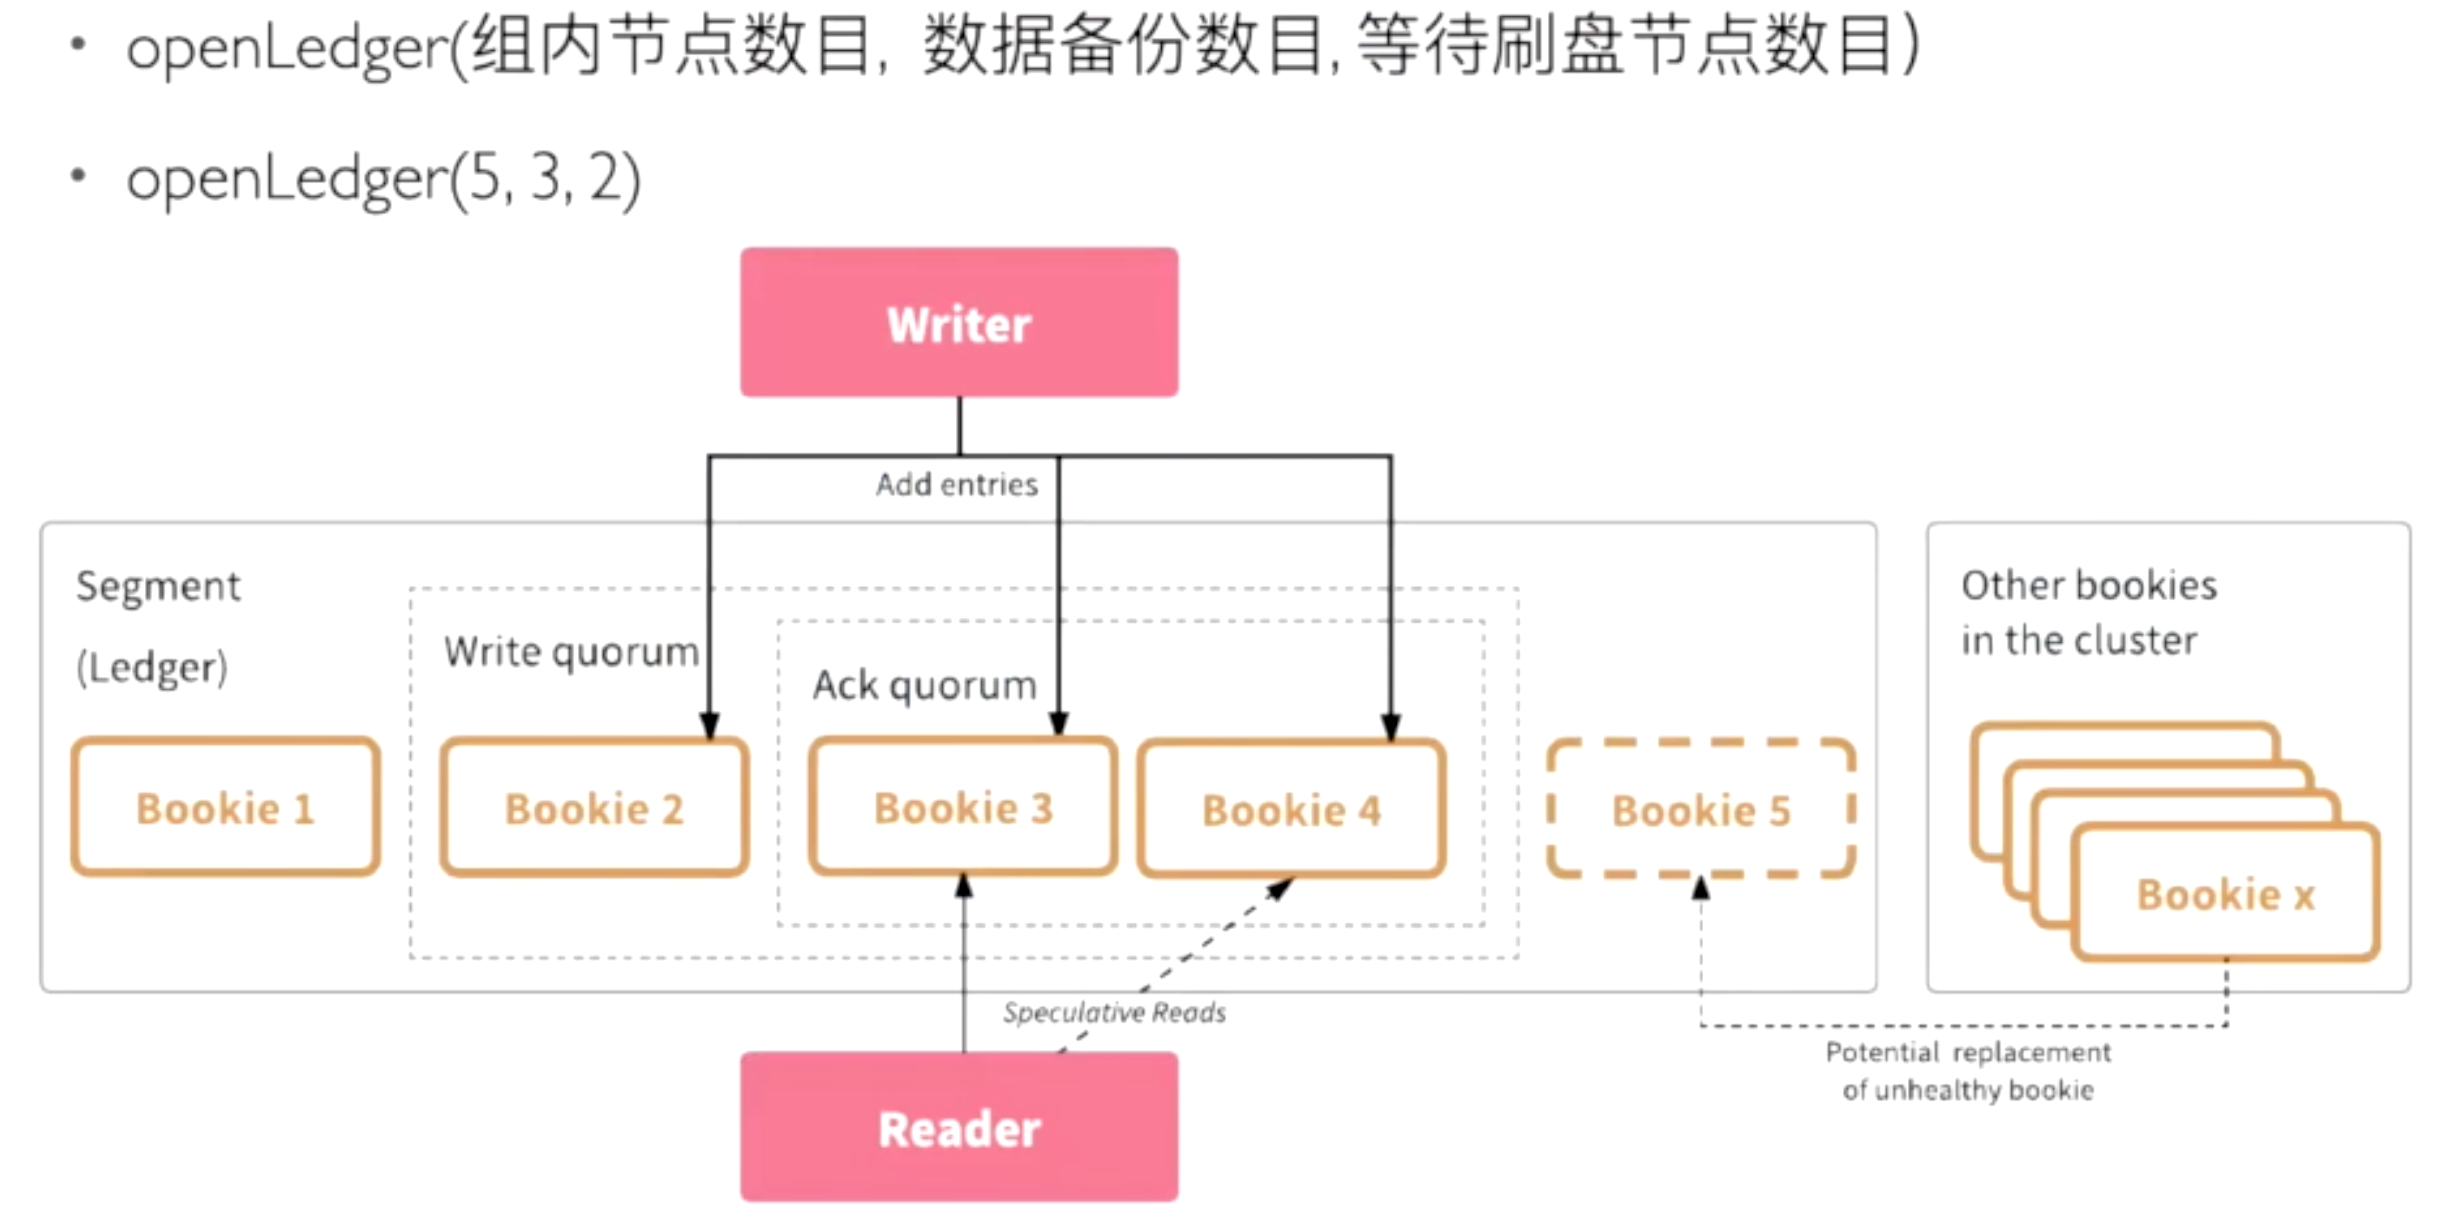 • openLedger(组内节点数目, 数据备份数目, 等待刷盘节点数目)
• openLedger(5, 3, 2)
Writer
Add entries
Segment
(Ledger)
Write quorum
Ack quorum
Other bookies
in the cluster
Bookie 1
Bookie 2
Bookie 3
Bookie 4
Bookie 5
Bookie x
Speculative Reads
Potential replacement
of unhealthy bookie
Reader